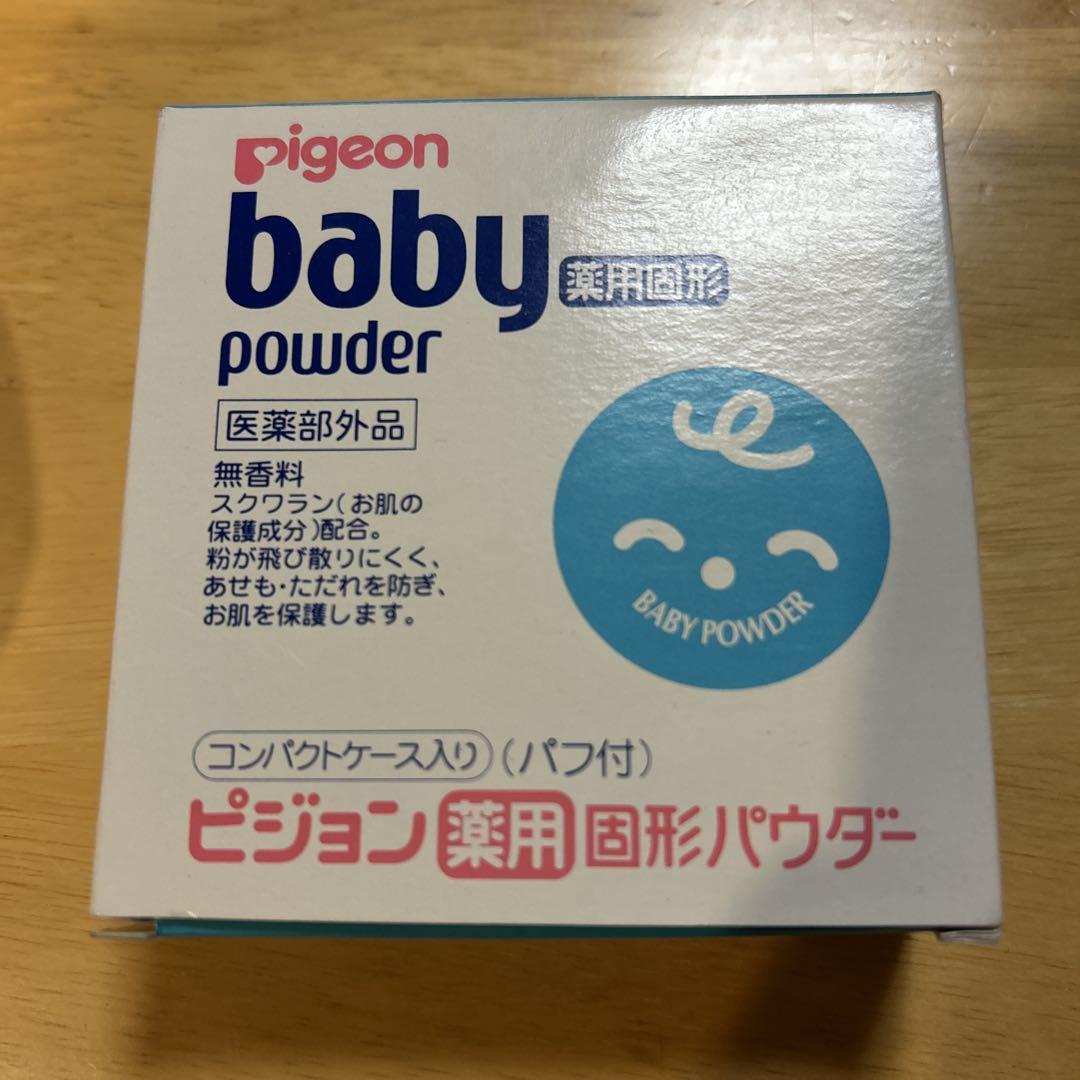 pigeon
baby 薬用固形
powder
医薬部外品
無香料
スクワラン(お肌の
保護成分)配合。
粉が飛び散りにくく、
あせも・ただれを防ぎ、
お肌を保護します。
BABY POWDER
コンパクトケース入り (パフ付)
ピジョン 薬用 固形パウダー